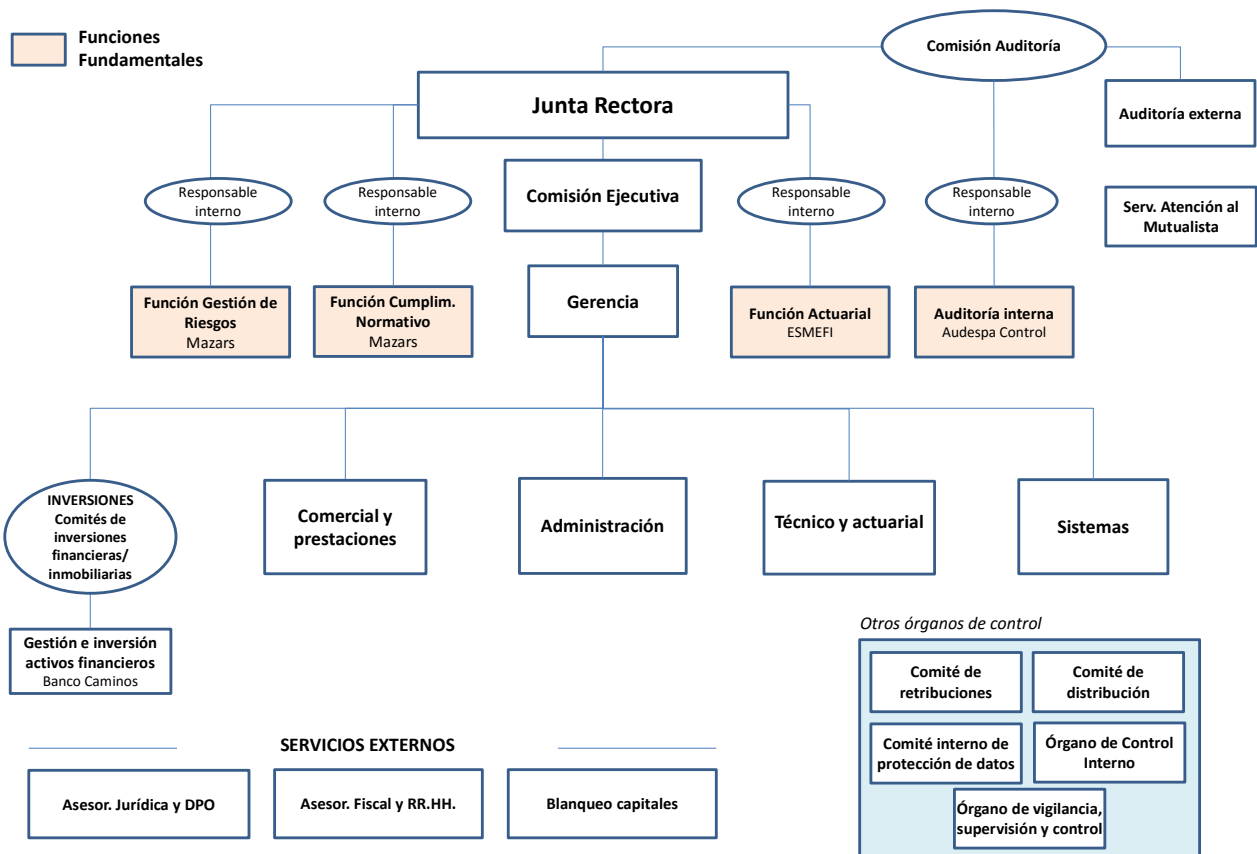 Funciones
Fundamentales
Comisión Auditoría
Junta Rectora
Auditoría externa
Responsable
interno
Responsable
interno
Comisión Ejecutiva
Responsable
interno
Responsable
interno
Serv. Atención al
Mutualista
Función Gestión de
Riesgos
Mazars
Función Cumplim.
Normativo
Mazars
Gerencia
Función Actuarial
ESMEFI
Auditoría interna
Audespa Control
INVERSIONES
Comités de
inversiones
financieras/
inmobiliarias
Comercial y
prestaciones
Administración
Técnico y actuarial
Sistemas
Gestión e inversión
activos financieros
Banco Caminos
Otros órganos de control
Comité de
retribuciones
Comité de
distribución
Comité interno de
protección de datos
Órgano de Control
Interno
Órgano de vigilancia,
supervisión y control
SERVICIOS EXTERNOS
Asesor. Jurídica y DPO
Asesor. Fiscal y RR.HH.
Blanqueo capitales